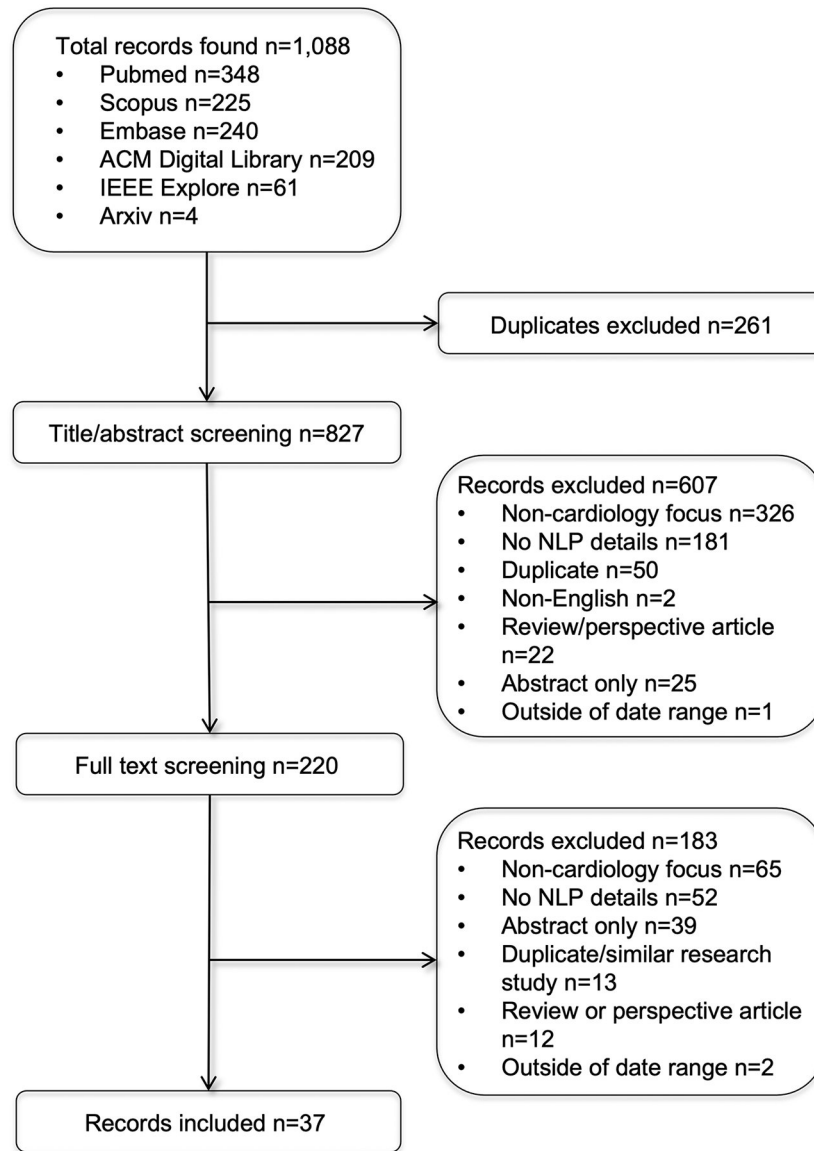 Total records found n=1,088
• Pubmed n=348
• Scopus n=225
• Embase n=240
• ACM Digital Library n=209
• IEEE Explore n=61
• Arxiv n=4
Duplicates excluded n=261
Title/abstract screening n=827
Records excluded n=607
• Non-cardiology focus n=326
• No NLP details n=181
• Duplicate n=50
• Non-English n=2
• Review/perspective article
n=22
• Abstract only n=25
• Outside of date range n=1
Full text screening n=220
Records excluded n=183
• Non-cardiology focus n=65
• No NLP details n=52
• Abstract only n=39
• Duplicate/similar research
study n=13
• Review or perspective article
n=12
• Outside of date range n=2
Records included n=37